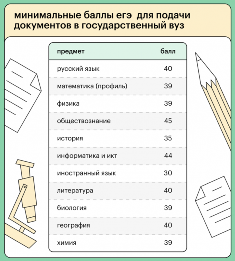 минимальные баллы егэ для подачи
документов в государственный вуз
предмет балл
русский язык 40
математика (профиль) 39
физика 39
обществознание 45
история 35
информатика и икт 44
иностранный язык 30
литература 40
биология 39
география 40
химия 39